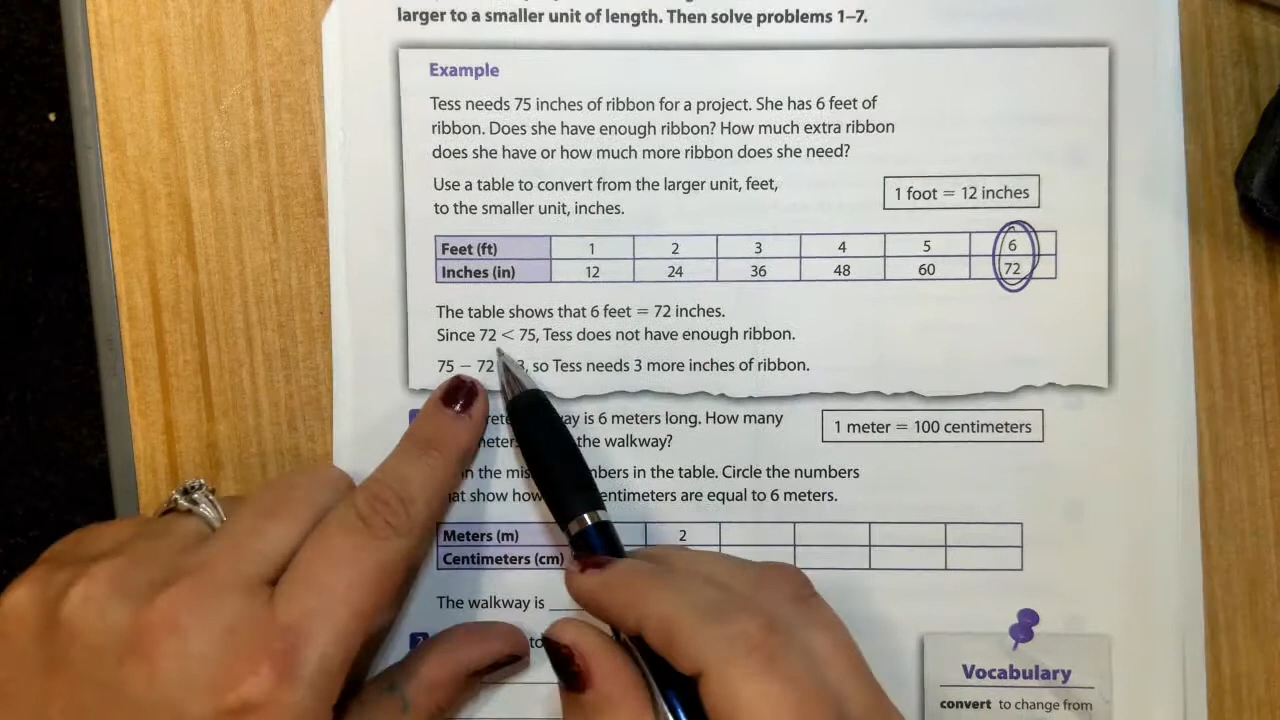 larger to a smaller unit of length. Then solve problems 1–7.
Example
Tess needs 75 inches of ribbon for a project. She has 6 feet of
ribbon. Does she have enough ribbon? How much extra ribbon
does she have or how much more ribbon does she need?
Use a table to convert from the larger unit, feet,
to the smaller unit, inches.
1 foot = 12 inches
Feet (ft) 1 2 3 4 5 6
Inches (in) 12 24 36 48 60 72
The table shows that 6 feet = 72 inches.
Since 72 < 75, Tess does not have enough ribbon.
75 − 72 3, so Tess needs 3 more inches of ribbon.
is 6 meters long. How many
the walkway?
1 meter = 100 centimeters
in the table. Circle the numbers
show how entimeters are equal to 6 meters.
Meters (m) 2
Centimeters (cm)
The walkway is
to
Vocabulary
convert to change from